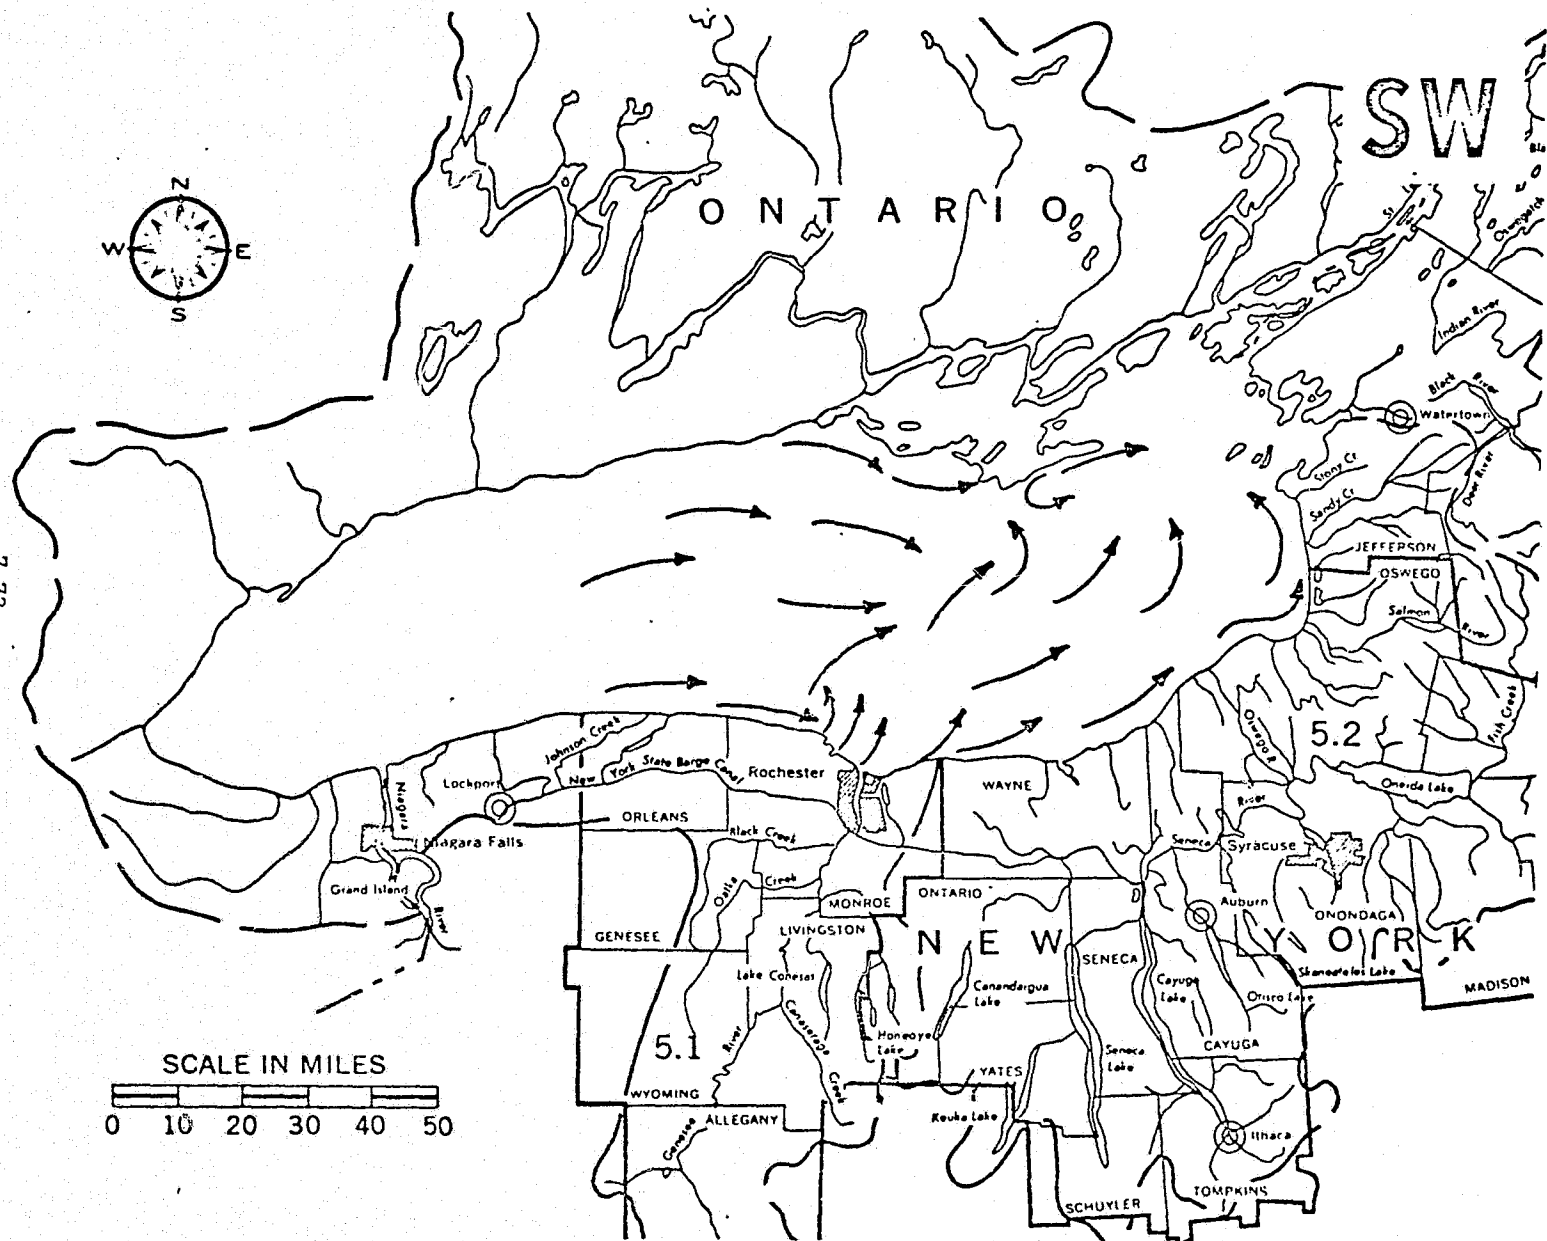 SW
N
W E
S
ONTARIO
Indian River
Black River
Watertown
Stony Cr
Sandy Cr
Deer River
JEFFERSON
OSWEGO
Salmon River
Fish Creek
Oswego R
5.2
Oneida Lake
Johnson Creek
New York State Barge Canal
Lockport
Rochester
WAYNE
Niagara River
Niagara Falls
Grand Island
ORLEANS
Black Creek
Oatka Creek
Seneca River
Syracuse
MONROE
ONTARIO
Auburn
ONONDAGA
GENESEE
LIVINGSTON
NEW YORK
SENECA
Skaneateles Lake
MADISON
Lake Conesus
Canandaigua
Lake
Cayuga
Lake
Otisco Lake
Canaseraga Creek
Honeoye
Lake
5.1
River
CAYUGA
Seneca
Lake
YATES
Keuka Lake
WYOMING
ALLEGANY
Genesee
Ithaca
SCHUYLER
TOMPKINS
SCALE IN MILES
0 10 20 30 40 50